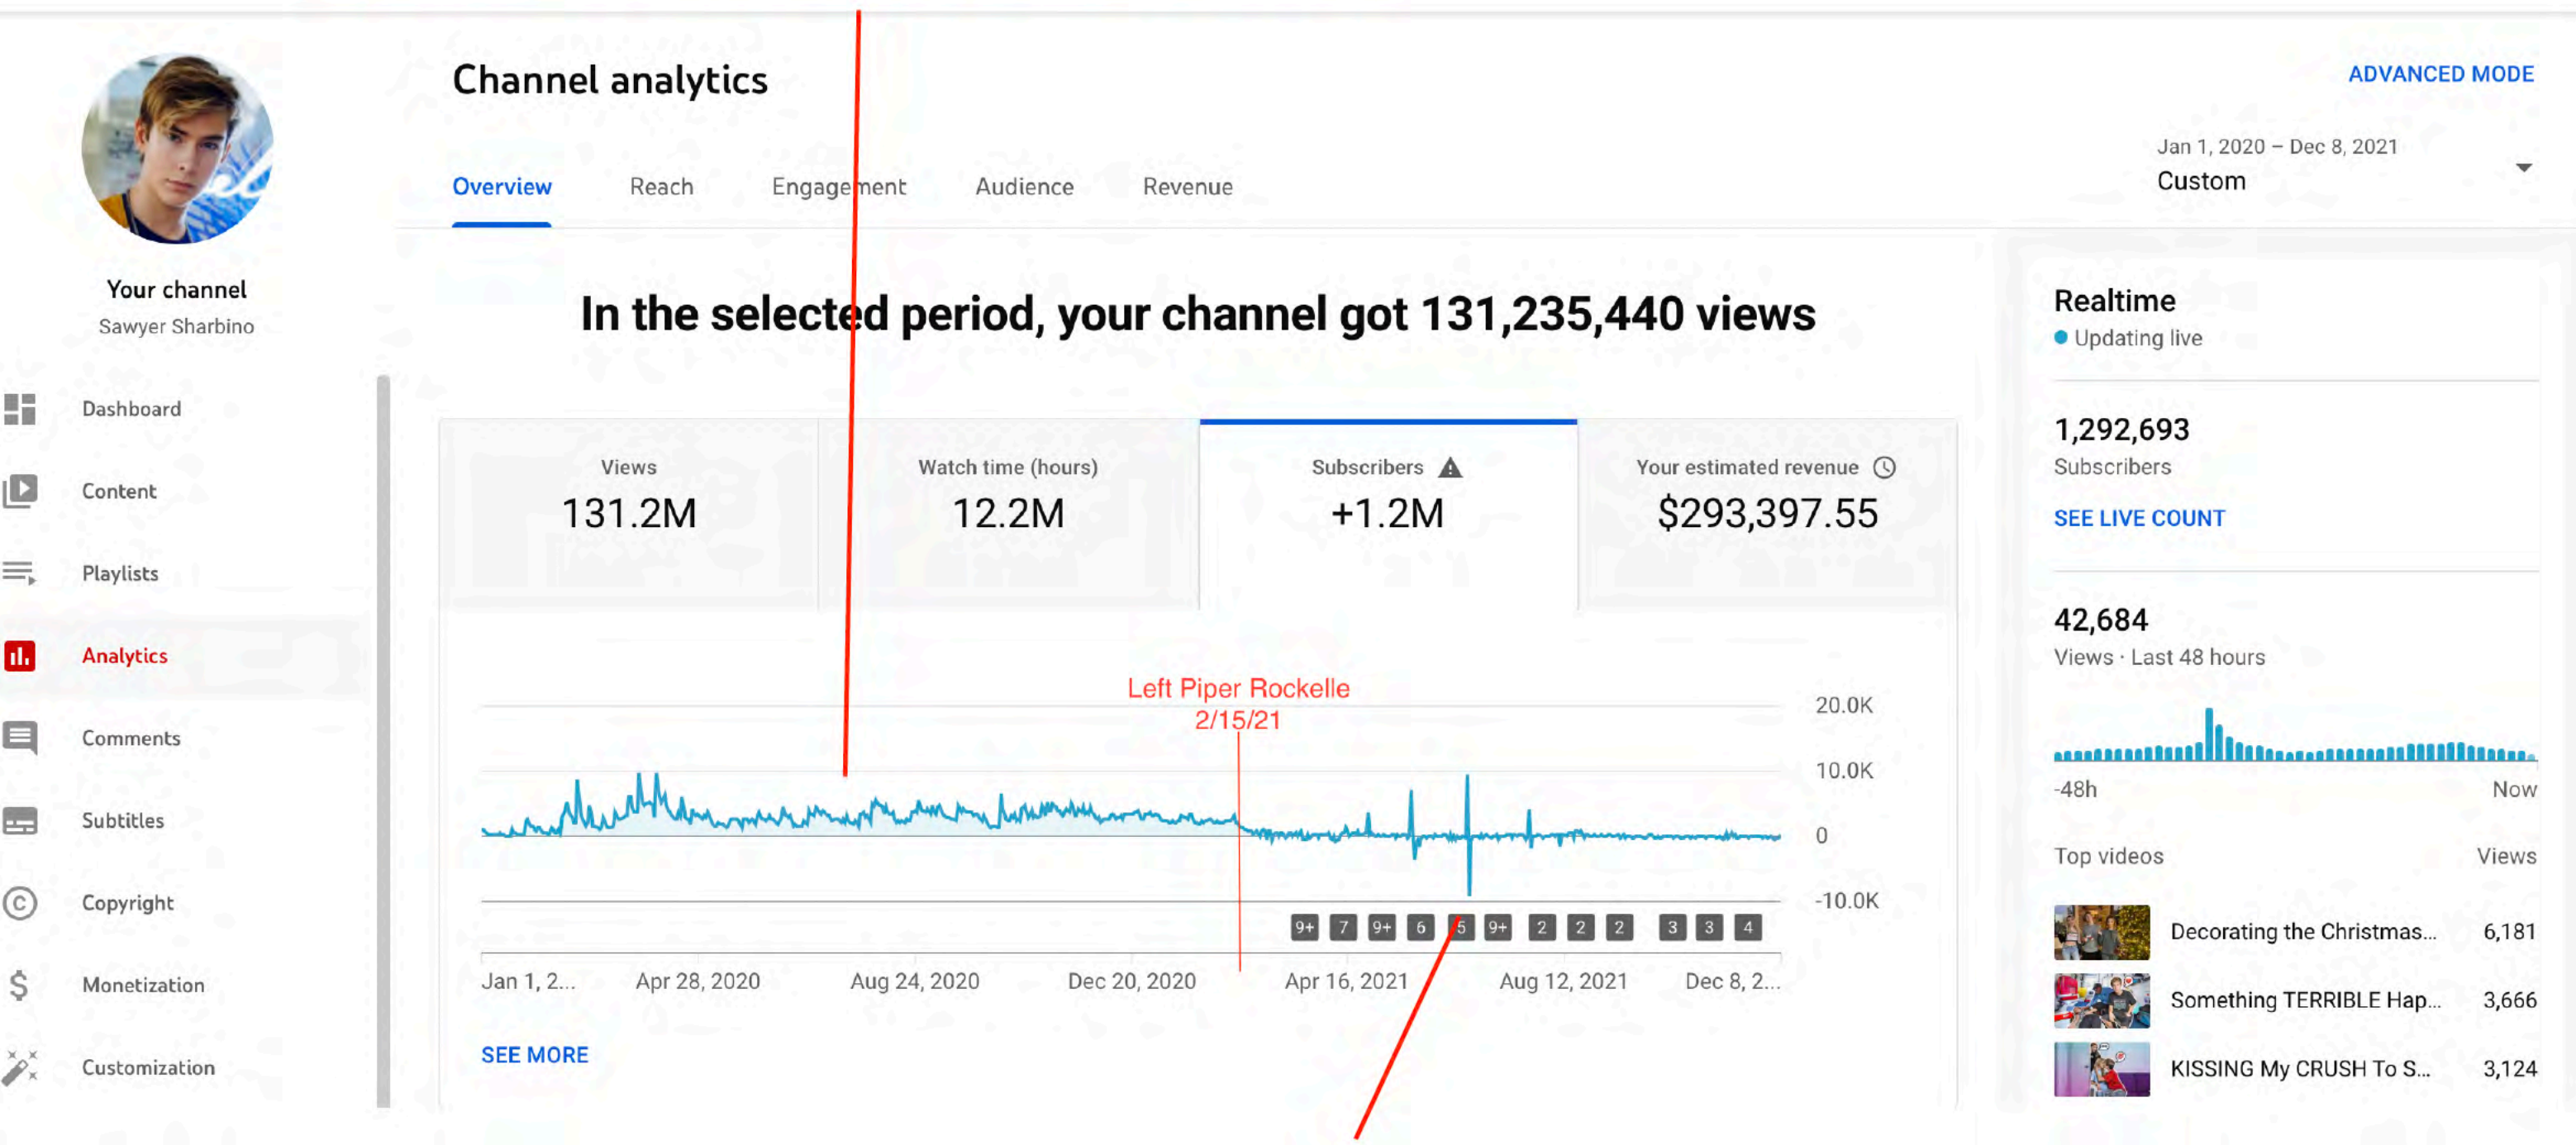 Channel analytics
ADVANCED MODE
Jan 1, 2020 – Dec 8, 2021
Custom
Overview Reach Engagement Audience Revenue
Your channel
Sawyer Sharbino
Dashboard
Content
Playlists
Analytics
Comments
Subtitles
Copyright
Monetization
Customization
In the selected period, your channel got 131,235,440 views
Views
131.2M
Watch time (hours)
12.2M
Subscribers
+1.2M
Your estimated revenue
$293,397.55
Left Piper Rockelle
2/15/21
20.0K
10.0K
0
-10.0K
9+ 7 9+ 6 5 9+ 2 2 2 3 3 4
Jan 1, 2... Apr 28, 2020 Aug 24, 2020 Dec 20, 2020 Apr 16, 2021 Aug 12, 2021 Dec 8, 2...
SEE MORE
Realtime
Updating live
1,292,693
Subscribers
SEE LIVE COUNT
42,684
Views · Last 48 hours
-48h Now
Top videos Views
Decorating the Christmas... 6,181
Something TERRIBLE Hap... 3,666
KISSING My CRUSH To S... 3,124